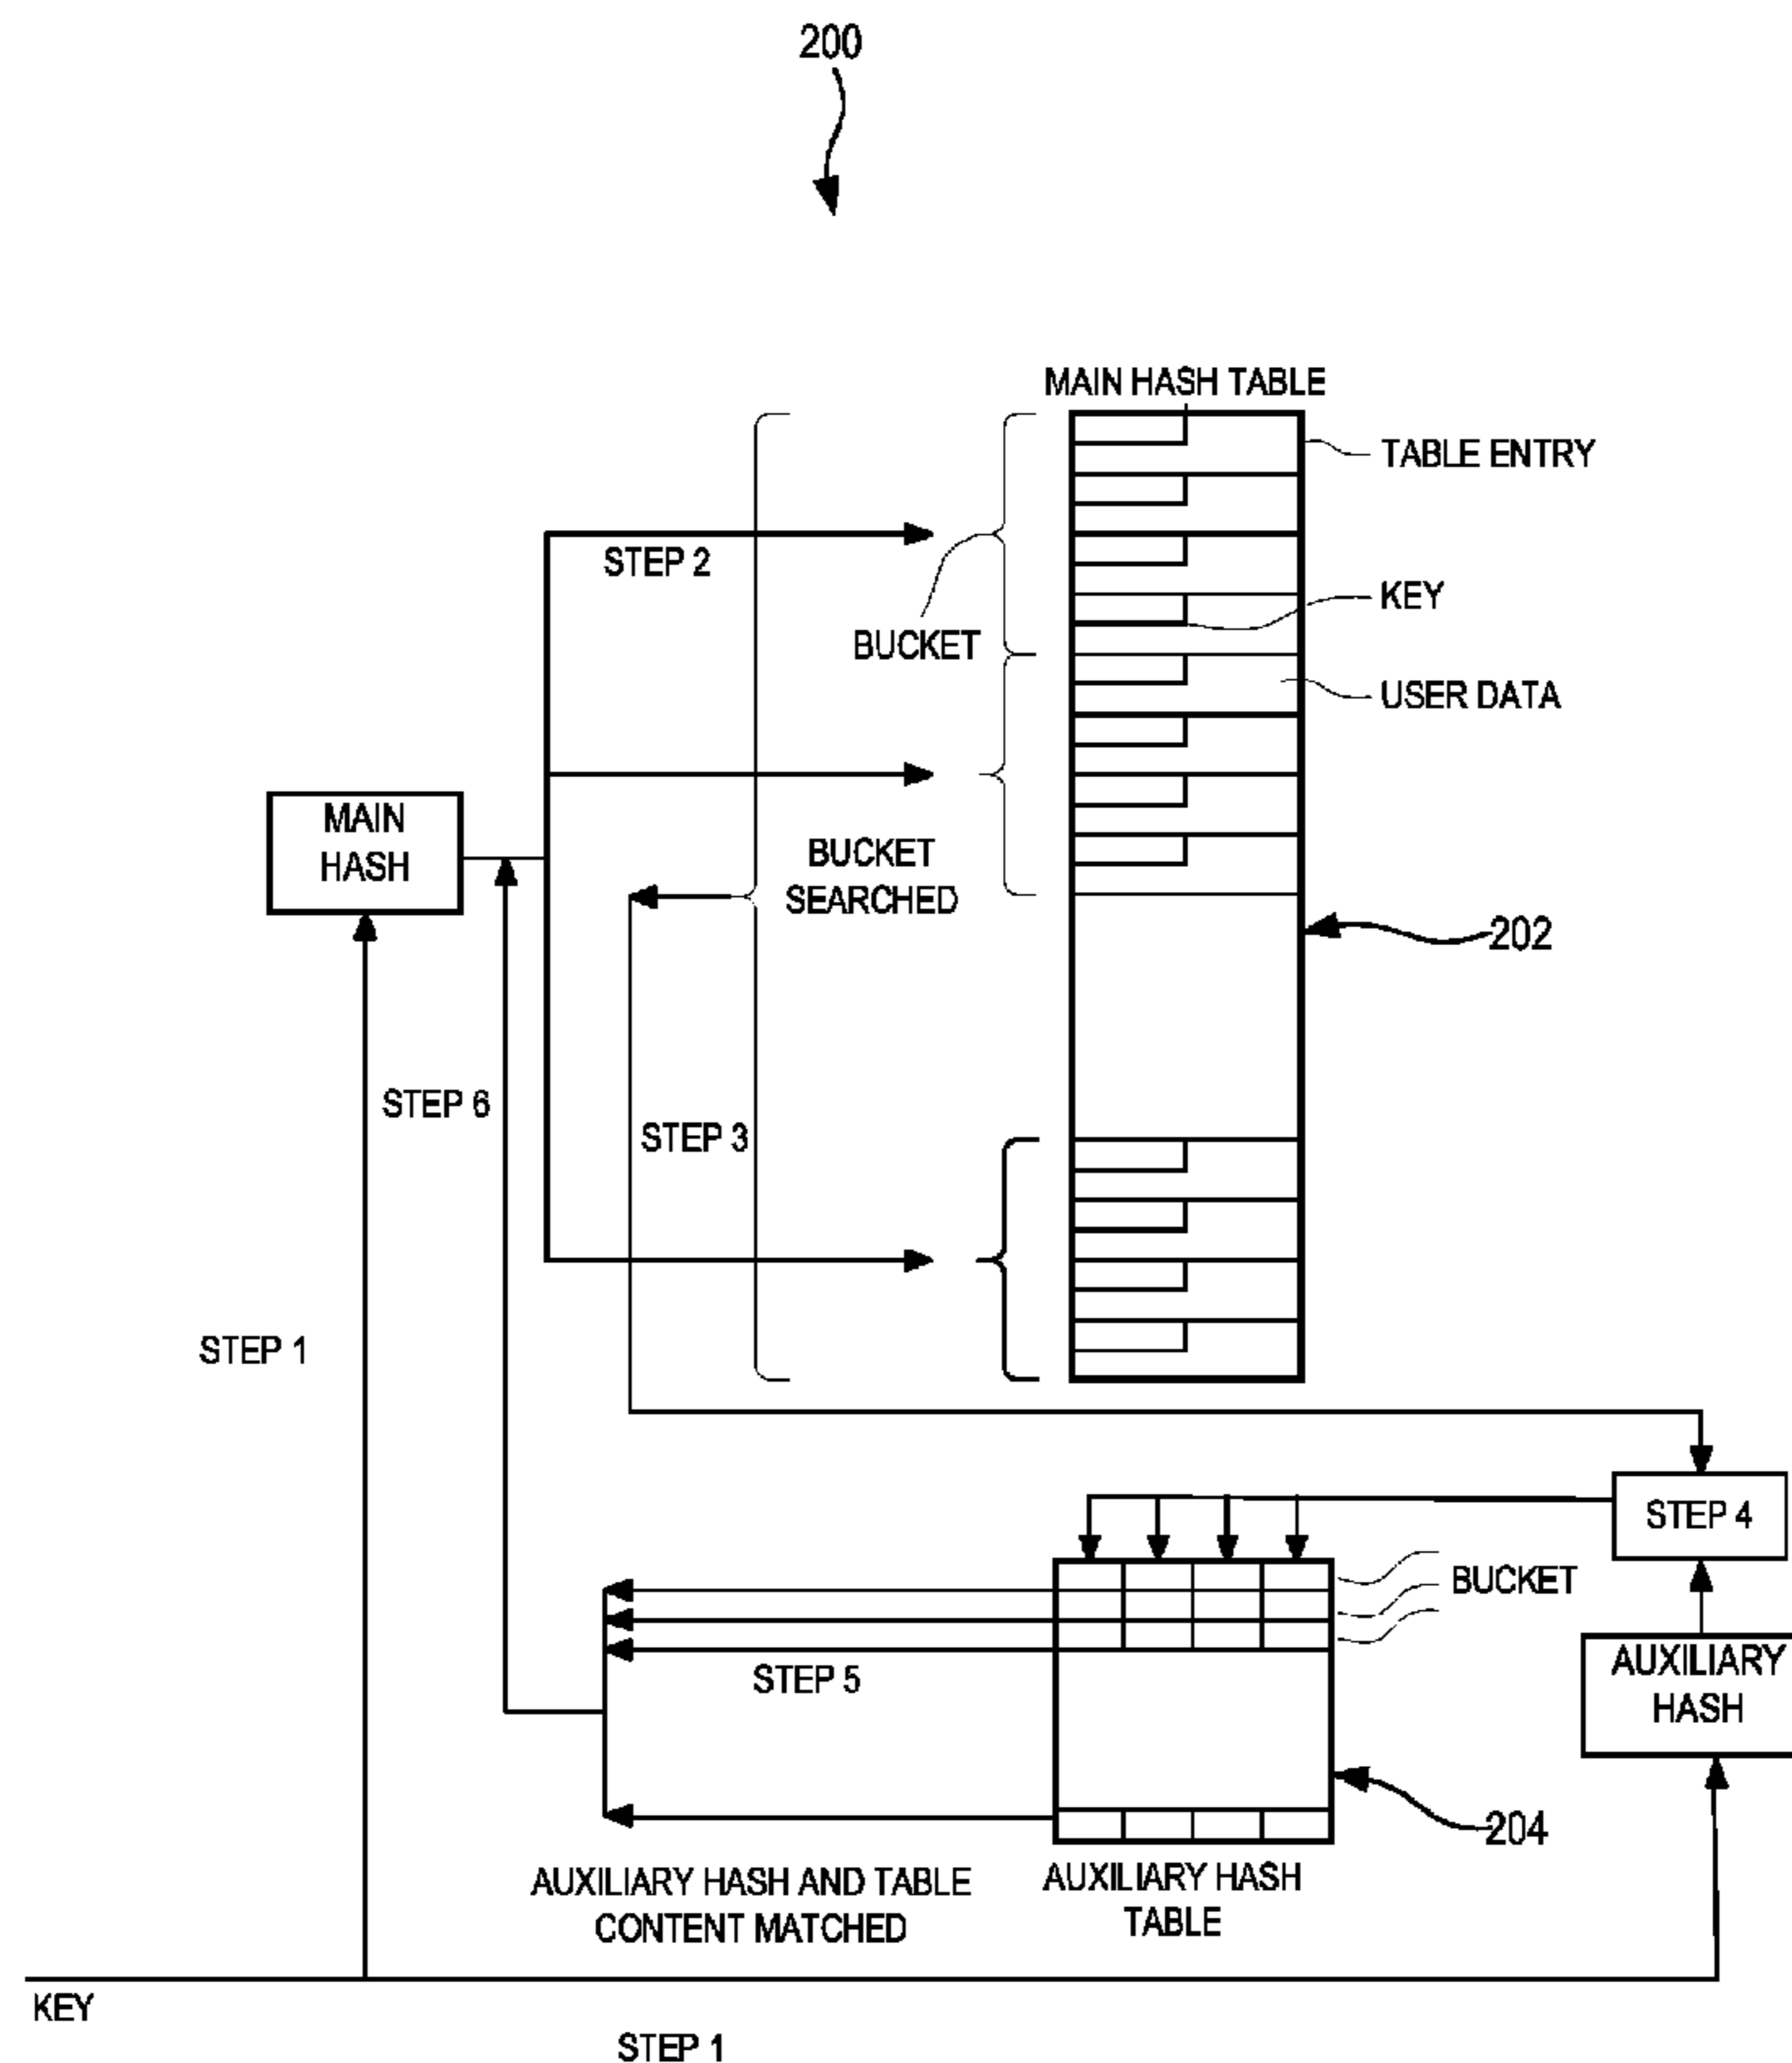 200
MAIN HASH TABLE
TABLE ENTRY
STEP 2
KEY
BUCKET
USER DATA
MAIN
HASH
BUCKET
SEARCHED
202
STEP 6
STEP 3
STEP 1
STEP 4
BUCKET
AUXILIARY
HASH
STEP 5
204
AUXILIARY HASH AND TABLE
CONTENT MATCHED
AUXILIARY HASH
TABLE
KEY
STEP 1